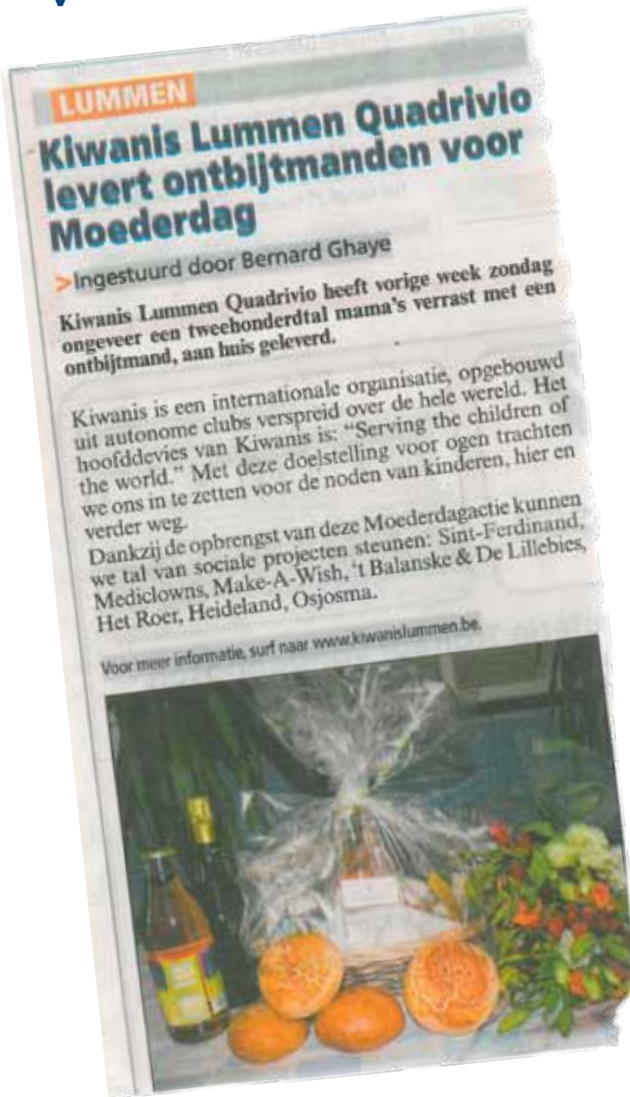 LUMMEN
Kiwanis Lummen Quadrivio
levert ontbijtmanden voor
Moederdag
>Ingestuurd door Bernard Ghaye
Kiwanis Lummen Quadrivio heeft vorige week zondag
ongeveer een tweehonderdtal mama's verrast met een
ontbijtmand, aan huis geleverd.
Kiwanis is een internationale organisatie, opgebouwd
uit autonome clubs verspreid over de hele wereld. Het
hoofddevies van Kiwanis is: “Serving the children of
the world.” Met deze doelstelling voor ogen trachten
we ons in te zetten voor de noden van kinderen, hier en
verder weg.
Dankzij de opbrengst van deze Moederdagactie kunnen
we tal van sociale projecten steunen: Sint-Ferdinand,
Mediclowns, Make-A-Wish, ‘t Balanske & De Lillebies,
Het Roer, Heideland, Osjosma.
Voor meer informatie, surf naar www.kiwanislummen.be.